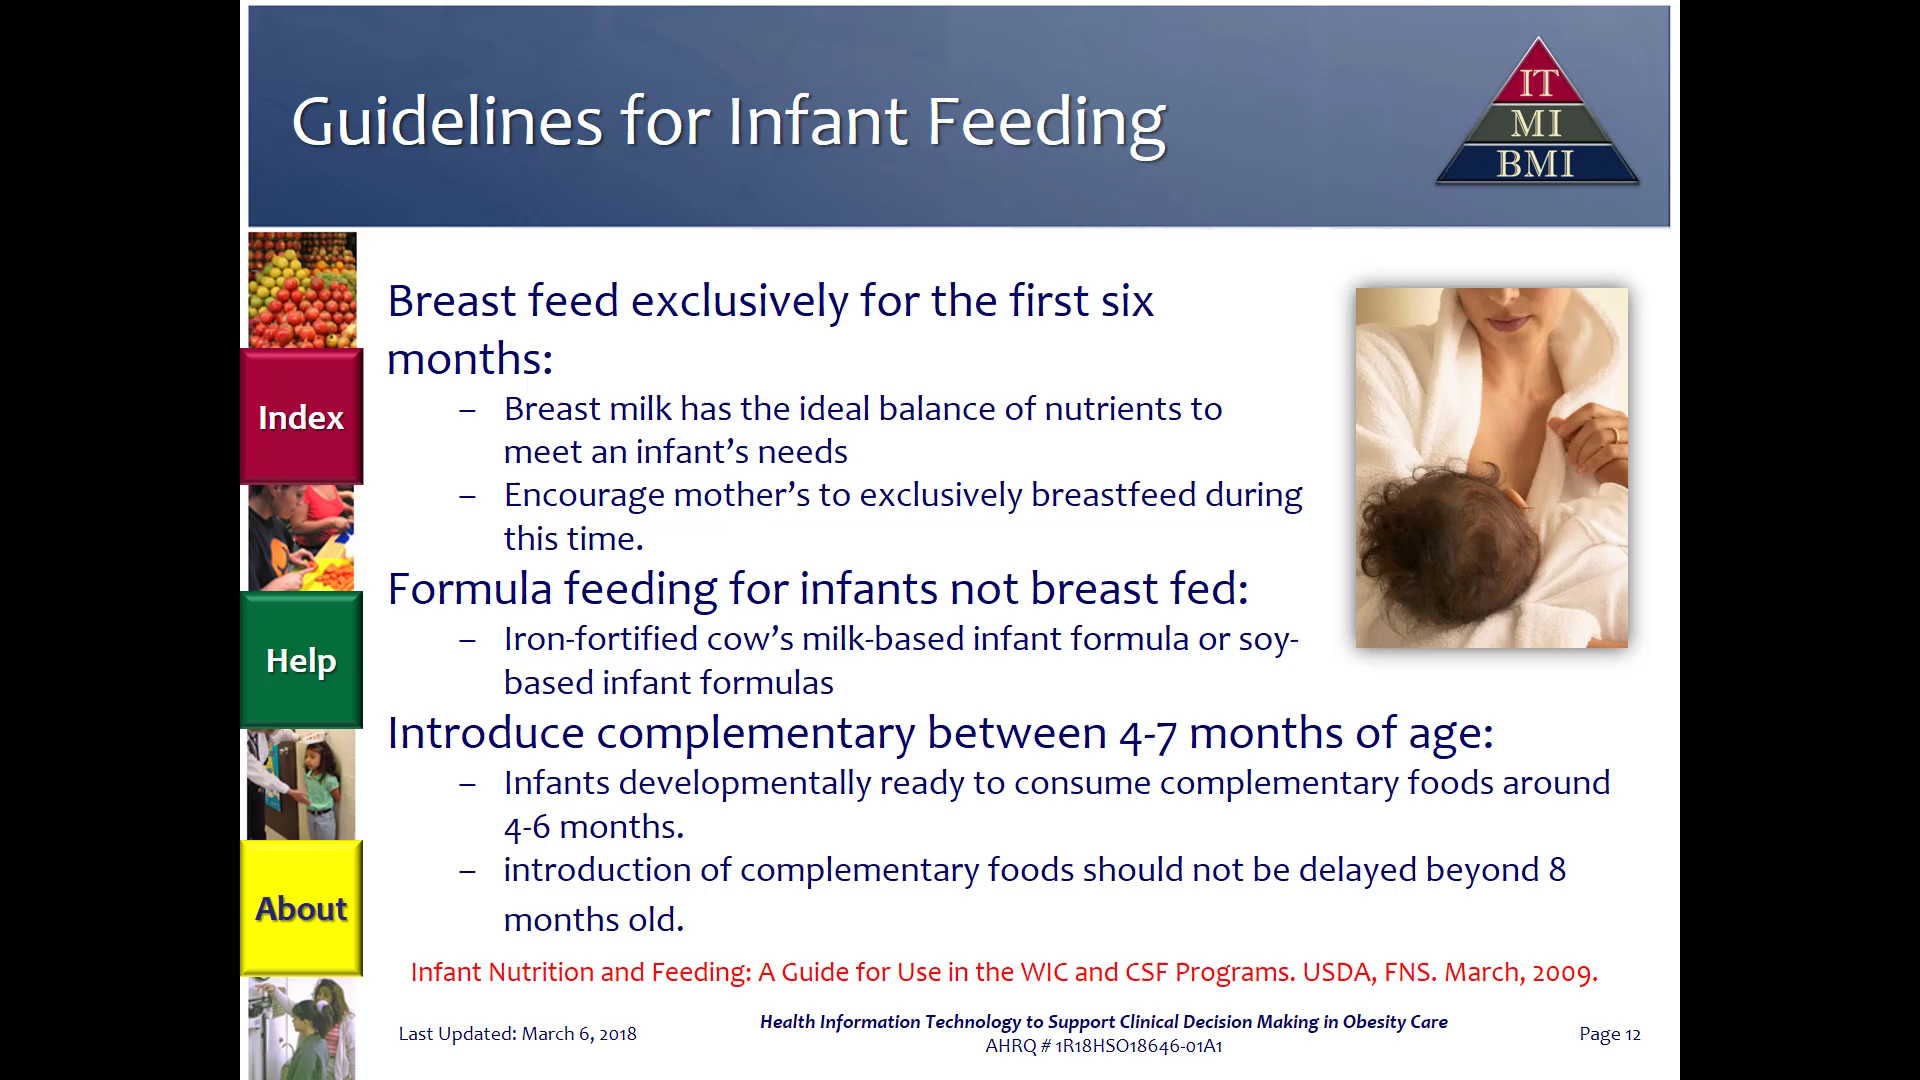 Guidelines for Infant Feeding
IT
MI
BMI
Breast feed exclusively for the first six
months:
– Breast milk has the ideal balance of nutrients to
meet an infant’s needs
– Encourage mother’s to exclusively breastfeed during
this time.
Formula feeding for infants not breast fed:
– Iron-fortified cow’s milk-based infant formula or soy-
based infant formulas
Introduce complementary between 4-7 months of age:
– Infants developmentally ready to consume complementary foods around
4-6 months.
– introduction of complementary foods should not be delayed beyond 8
months old.
Infant Nutrition and Feeding: A Guide for Use in the WIC and CSF Programs. USDA, FNS. March, 2009.
Index
Help
About
Last Updated: March 6, 2018
Health Information Technology to Support Clinical Decision Making in Obesity Care
AHRQ # 1R18HSO18646-01A1
Page 12